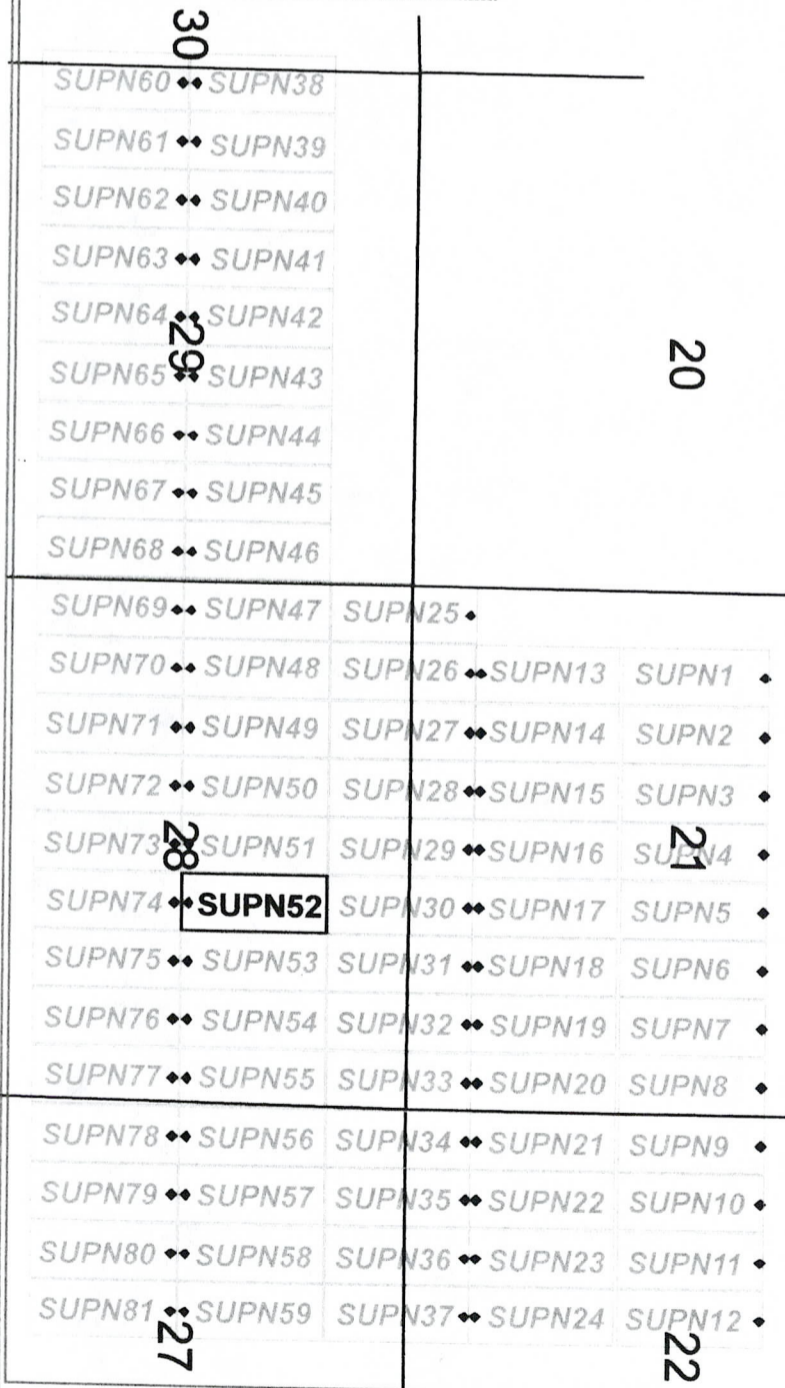 30
SUPN60 SUPN38
SUPN61 SUPN39
SUPN62 SUPN40
SUPN63 SUPN41
SUPN64 SUPN42
29
20
SUPN65 SUPN43
SUPN66 SUPN44
SUPN67 SUPN45
SUPN68 SUPN46
SUPN69 SUPN47 SUPN25
SUPN70 SUPN48 SUPN26 SUPN13 SUPN1
SUPN71 SUPN49 SUPN27 SUPN14 SUPN2
SUPN72 SUPN50 SUPN28 SUPN15 SUPN3
SUPN73 SUPN51 SUPN29 SUPN16 SUPN4
28
21
SUPN74 SUPN52 SUPN30 SUPN17 SUPN5
SUPN75 SUPN53 SUPN31 SUPN18 SUPN6
SUPN76 SUPN54 SUPN32 SUPN19 SUPN7
SUPN77 SUPN55 SUPN33 SUPN20 SUPN8
SUPN78 SUPN56 SUPN34 SUPN21 SUPN9
SUPN79 SUPN57 SUPN35 SUPN22 SUPN10
SUPN80 SUPN58 SUPN36 SUPN23 SUPN11
SUPN81 SUPN59 SUPN37 SUPN24 SUPN12
27
22